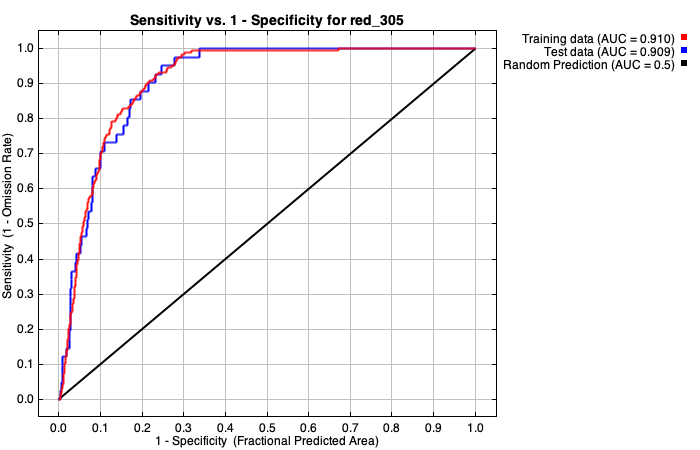 Sensitivity vs. 1 - Specificity for red_305
Training data (AUC = 0.910)
Test data (AUC = 0.909)
Random Prediction (AUC = 0.5)
Sensitivity (1 - Omission Rate)
1.0
0.9
0.8
0.7
0.6
0.5
0.4
0.3
0.2
0.1
0.0
0.0 0.1 0.2 0.3 0.4 0.5 0.6 0.7 0.8 0.9 1.0
1 - Specificity (Fractional Predicted Area)